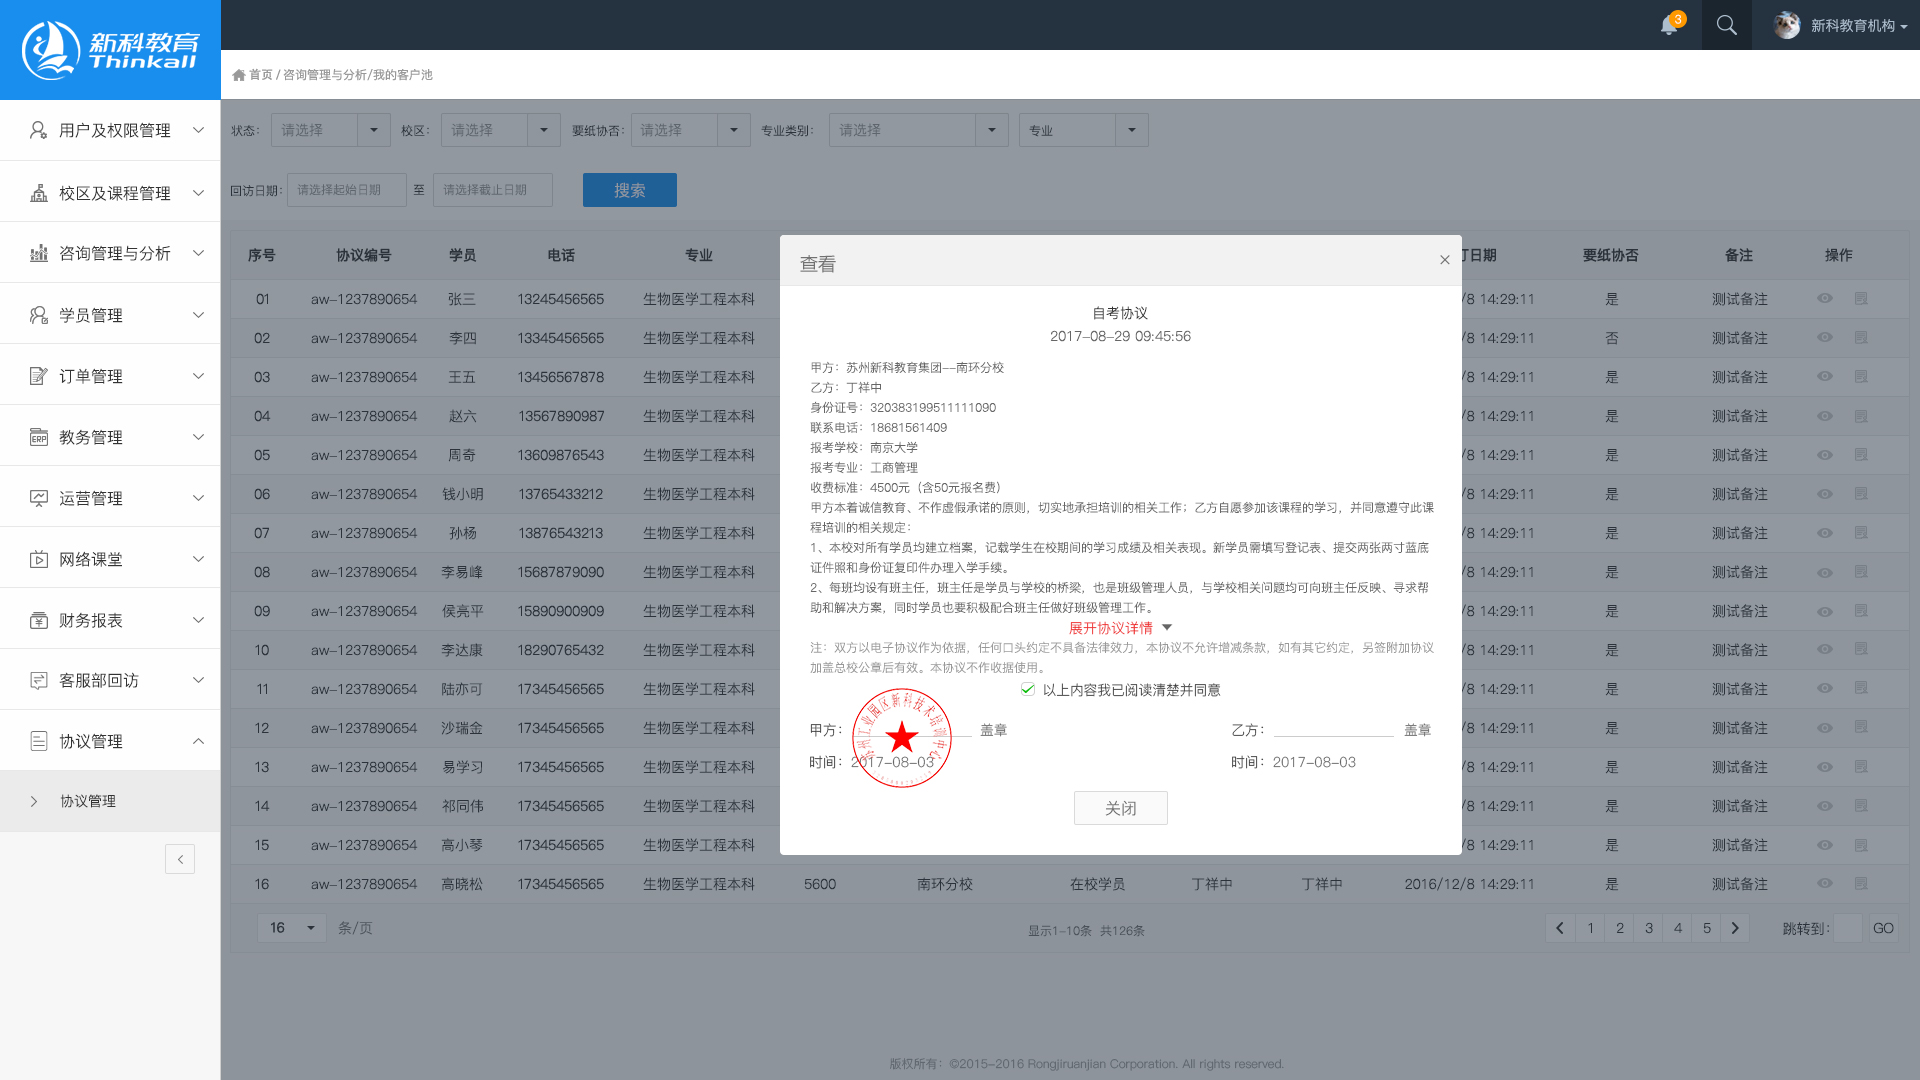 新科教育
Thinkall
3
新科教育机构
首页 / 咨询管理与分析/我的客户池
用户及权限管理
校区及课程管理
咨询管理与分析
学员管理
订单管理
教务管理
运营管理
网络课堂
财务报表
客服部回访
协议管理
协议管理
状态： 请选择 校区： 请选择 要纸协否： 请选择 专业类别： 请选择 专业
回访日期： 请选择起始日期 至 请选择截止日期 搜索
序号 协议编号 学员 电话 专业 订日期 要纸协否 备注 操作
01 aw-1237890654 张三 13245456565 生物医学工程本科 /8 14:29:11 是 测试备注
02 aw-1237890654 李四 13345456565 生物医学工程本科 /8 14:29:11 否 测试备注
03 aw-1237890654 王五 13456567878 生物医学工程本科 /8 14:29:11 是 测试备注
04 aw-1237890654 赵六 13567890987 生物医学工程本科 /8 14:29:11 是 测试备注
05 aw-1237890654 周奇 13609876543 生物医学工程本科 /8 14:29:11 是 测试备注
06 aw-1237890654 钱小明 13765433212 生物医学工程本科 /8 14:29:11 是 测试备注
07 aw-1237890654 孙杨 13876543213 生物医学工程本科 /8 14:29:11 是 测试备注
08 aw-1237890654 李易峰 15687879090 生物医学工程本科 /8 14:29:11 是 测试备注
09 aw-1237890654 侯亮平 15890900909 生物医学工程本科 /8 14:29:11 是 测试备注
10 aw-1237890654 李达康 18290765432 生物医学工程本科 /8 14:29:11 是 测试备注
11 aw-1237890654 陆亦可 17345456565 生物医学工程本科 /8 14:29:11 是 测试备注
12 aw-1237890654 沙瑞金 17345456565 生物医学工程本科 /8 14:29:11 是 测试备注
13 aw-1237890654 易学习 17345456565 生物医学工程本科 /8 14:29:11 是 测试备注
14 aw-1237890654 祁同伟 17345456565 生物医学工程本科 /8 14:29:11 是 测试备注
15 aw-1237890654 高小琴 17345456565 生物医学工程本科 /8 14:29:11 是 测试备注
16 aw-1237890654 高晓松 17345456565 生物医学工程本科 5600 南环分校 在校学员 丁祥中 丁祥中 2016/12/8 14:29:11 是 测试备注
16 条/页 显示1-10条 共126条 1 2 3 4 5 跳转到： GO
查看
自考协议
2017-08-29 09:45:56
甲方：苏州新科教育集团--南环分校
乙方：丁祥中
身份证号：320383199511111090
联系电话：18681561409
报考学校：南京大学
报考专业：工商管理
收费标准：4500元（含50元报名费）
甲方本着诚信教育、不作虚假承诺的原则，切实地承担培训的相关工作；乙方自愿参加该课程的学习，并同意遵守此课
程培训的相关规定：
1、本校对所有学员均建立档案，记载学生在校期间的学习成绩及相关表现。新学员需填写登记表、提交两张两寸蓝底
证件照和身份证复印件办理入学手续。
2、每班均设有班主任，班主任是学员与学校的桥梁，也是班级管理人员，与学校相关问题均可向班主任反映、寻求帮
助和解决方案，同时学员也要积极配合班主任做好班级管理工作。
展开协议详情
注：双方以电子协议作为依据，任何口头约定不具备法律效力，本协议不允许增减条款，如有其它约定，另签附加协议
加盖总校公章后有效。本协议不作收据使用。
以上内容我已阅读清楚并同意
苏州工业园区新科技术培训中心
甲方： 盖章 乙方： 盖章
时间：2017-08-03 时间：2017-08-03
关闭
版权所有：©2015-2016 Rongjiruanjian Corporation. All rights reserved.